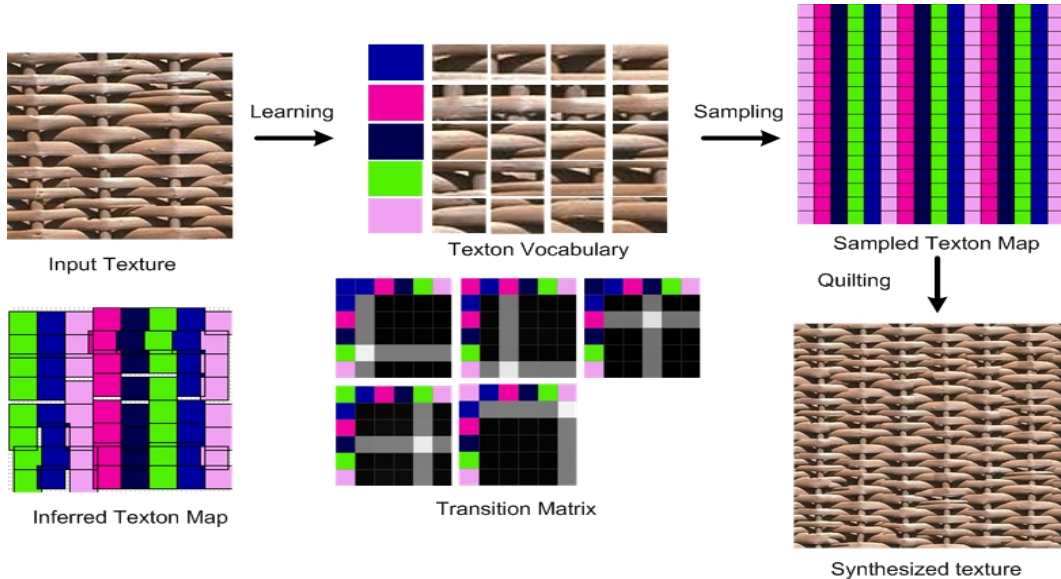 Learning
Sampling
Input Texture
Texton Vocabulary
Sampled Texton Map
Quilting
Inferred Texton Map
Transition Matrix
Synthesized texture